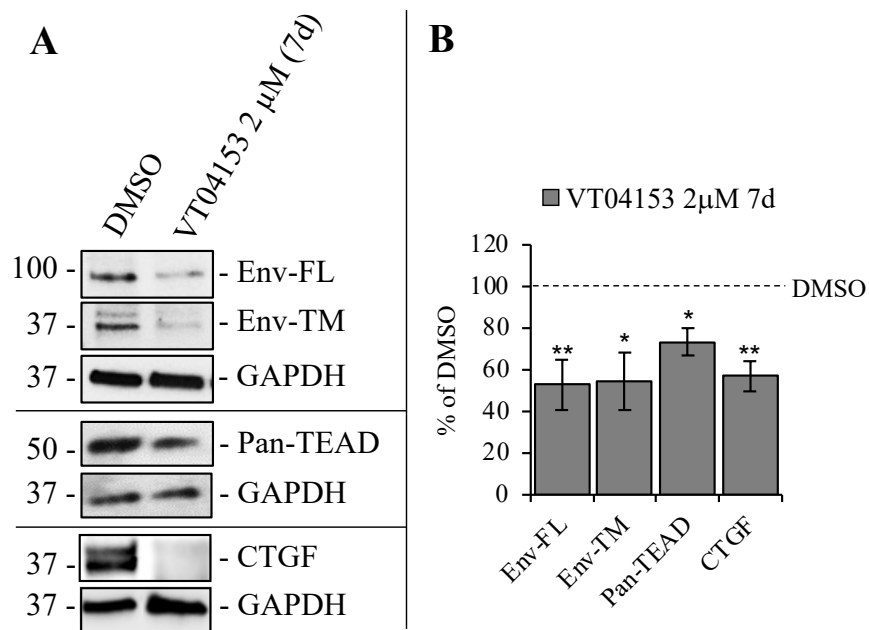 A
DMSO
VT04153 2 μM (7d)
100 - - Env-FL
37 - - Env-TM
37 - - GAPDH
50 - - Pan-TEAD
37 - - GAPDH
37 - - CTGF
37 - - GAPDH
B
VT04153 2μM 7d
% of DMSO
120
100
80
60
40
20
0
DMSO
**
*
*
**
Env-FL
Env-TM
Pan-TEAD
CTGF